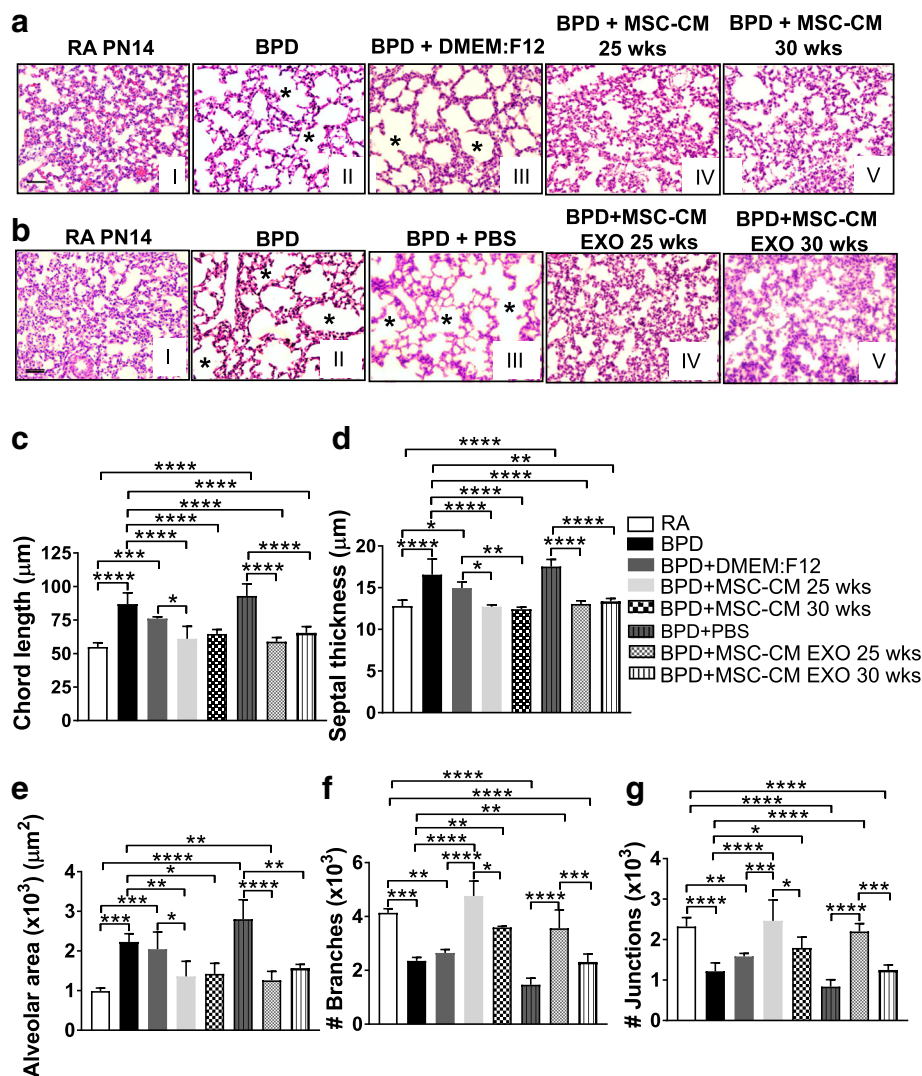 a
RA PN14
BPD
BPD + DMEM:F12
BPD + MSC-CM
25 wks
BPD + MSC-CM
30 wks
*
*
*
*
I
II
III
IV
V
b
RA PN14
BPD
BPD + PBS
BPD+MSC-CM
EXO 25 wks
BPD+MSC-CM
EXO 30 wks
*
*
*
*
*
*
I
II
III
IV
V
c
****
****
****
****
****
***
*
****
****
****
Chord length (µm)
125
100
75
50
25
0
d
****
**
****
****
****
*
**
****
*
****
****
Septal thickness (µm)
20
15
10
5
0
RA
BPD
BPD+DMEM:F12
BPD+MSC-CM 25 wks
BPD+MSC-CM 30 wks
BPD+PBS
BPD+MSC-CM EXO 25 wks
BPD+MSC-CM EXO 30 wks
e
**
****
*
**
***
***
*
**
****
Alveolar area (x10³) (µm²)
4
3
2
1
0
f
****
****
**
**
****
**
***
****
*
****
***
# Branches (x10³)
6
4
2
0
g
****
****
****
*
****
**
****
***
*
****
***
# Junctions (x10³)
4
3
2
1
0